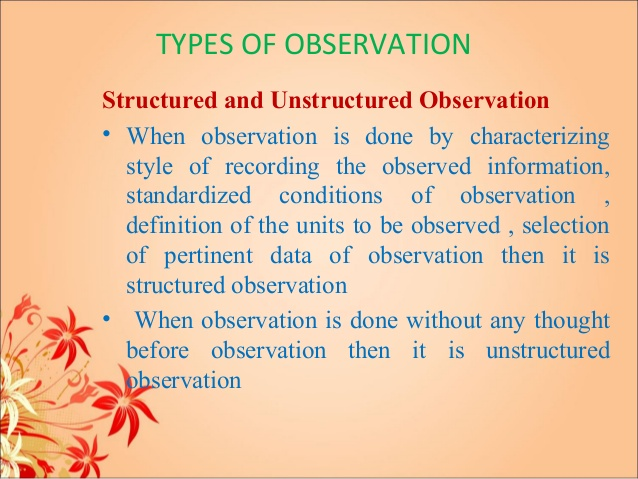 TYPES OF OBSERVATION
Structured and Unstructured Observation
• When observation is done by characterizing
style of recording the observed information,
standardized conditions of observation ,
definition of the units to be observed , selection
of pertinent data of observation then it is
structured observation
• When observation is done without any thought
before observation then it is unstructured
observation